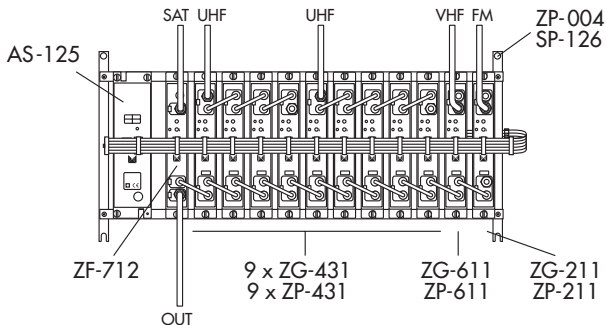 SAT UHF UHF VHF FM
ZP-004
SP-126
AS-125
ZF-712
9 x ZG-431
9 x ZP-431
ZG-611
ZP-611
ZG-211
ZP-211
OUT